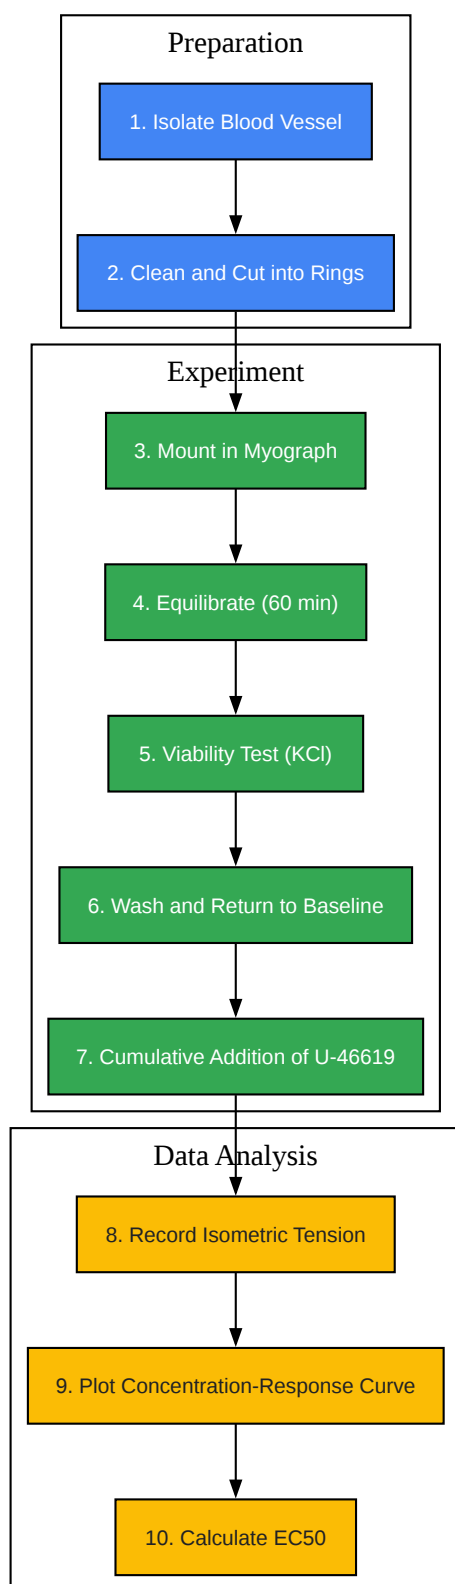 Preparation
1. Isolate Blood Vessel
2. Clean and Cut into Rings
Experiment
3. Mount in Myograph
4. Equilibrate (60 min)
5. Viability Test (KCl)
6. Wash and Return to Baseline
7. Cumulative Addition of U-46619
Data Analysis
8. Record Isometric Tension
9. Plot Concentration-Response Curve
10. Calculate EC50